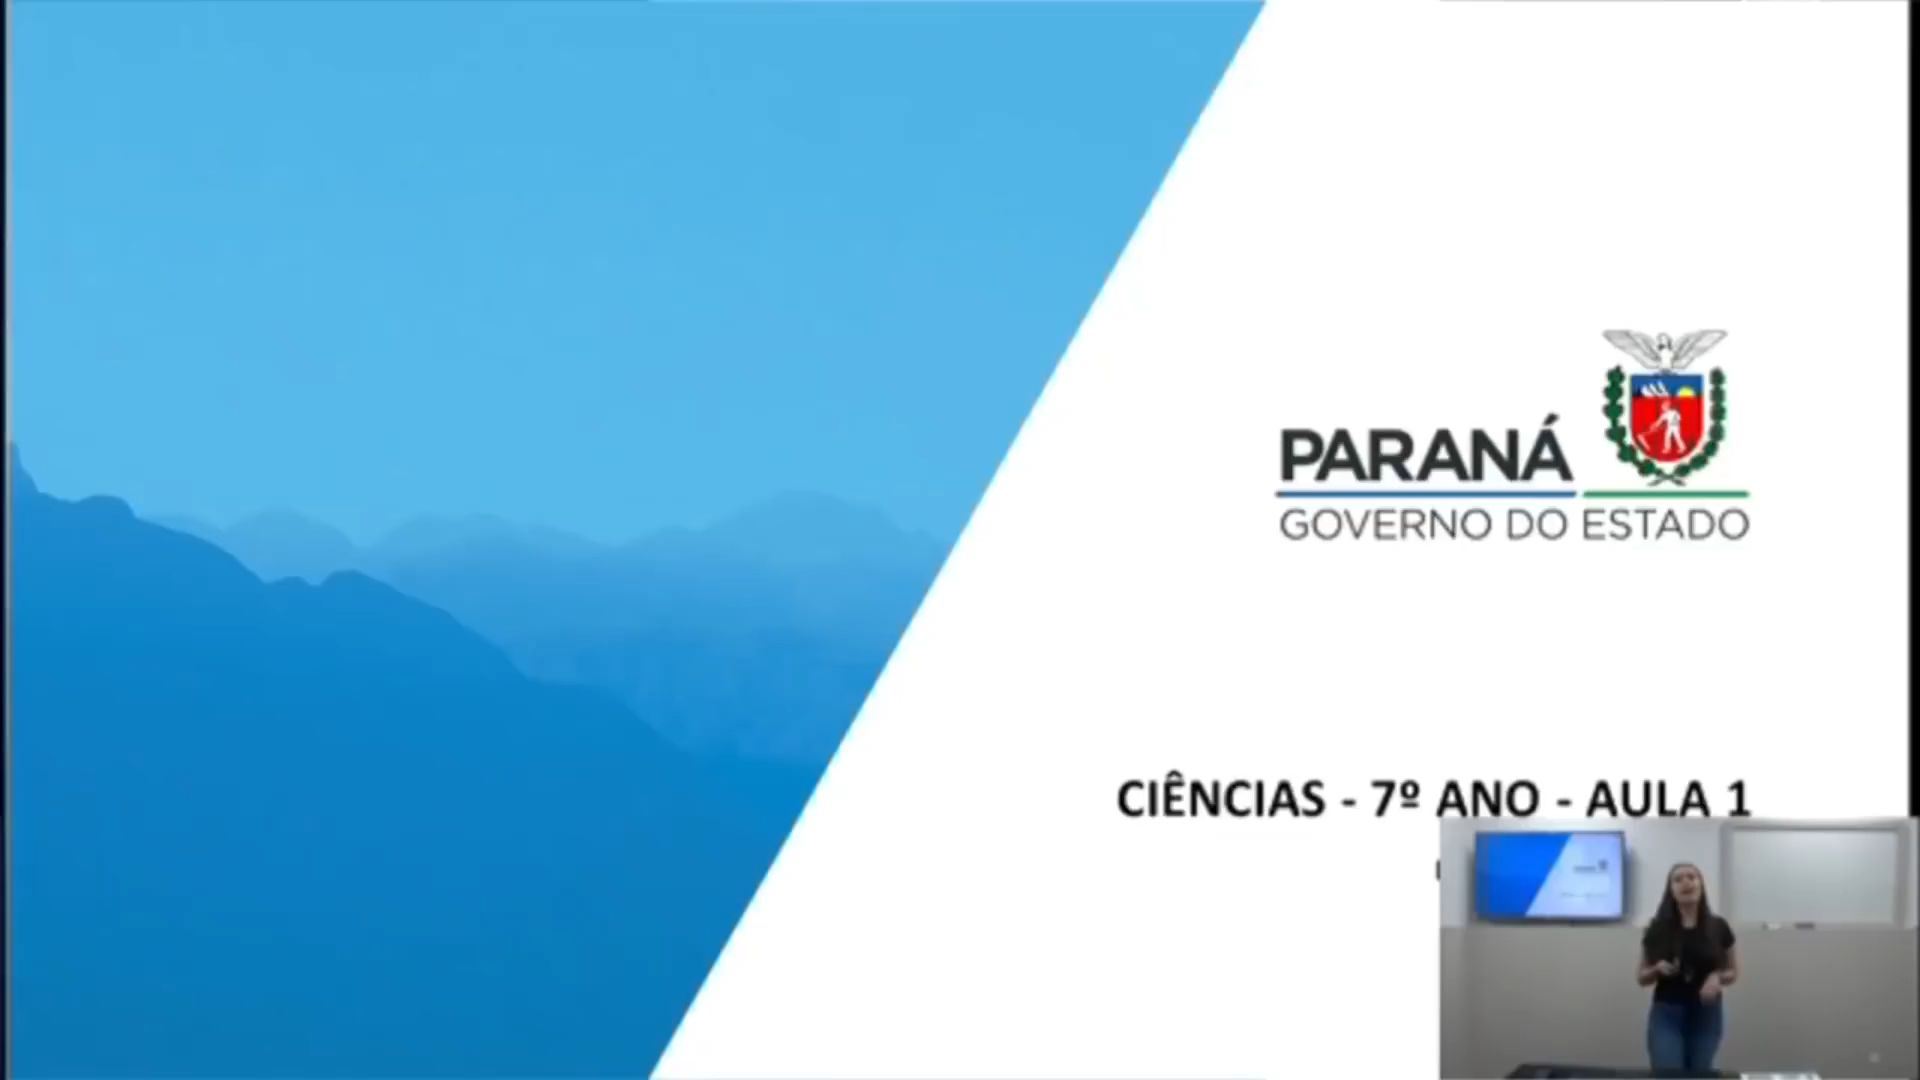 PARANÁ
GOVERNO DO ESTADO
CIÊNCIAS - 7º ANO - AULA 1